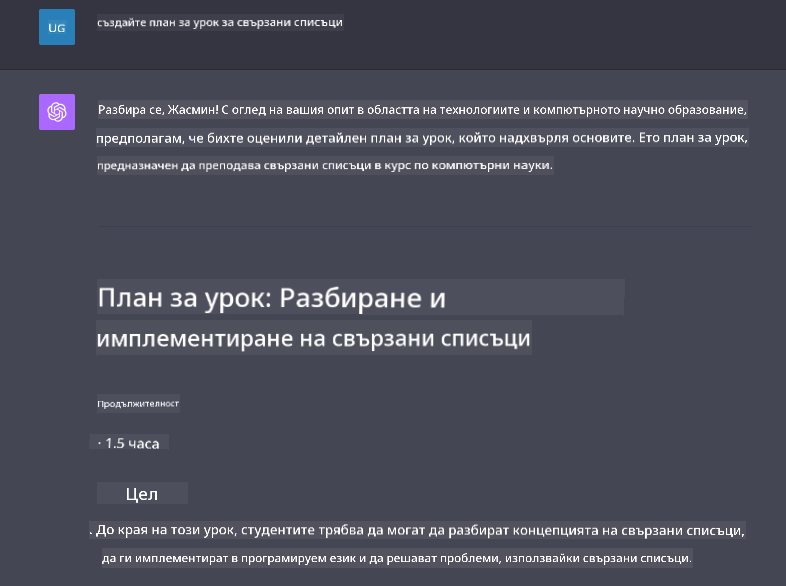 UG
създайте план за урок за свързани списъци
Разбира се, Жасмин! С оглед на вашия опит в областта на технологиите и компютърното научно образование,
предполагам, че бихте оценили детайлен план за урок, който надхвърля основите. Ето план за урок,
предназначен да преподава свързани списъци в курс по компютърни науки.
План за урок: Разбиране и
имплементиране на свързани списъци
Продължителност
· 1.5 часа
Цел
. До края на този урок, студентите трябва да могат да разбират концепцията на свързани списъци,
да ги имплементират в програмируем език и да решават проблеми, използвайки свързани списъци.